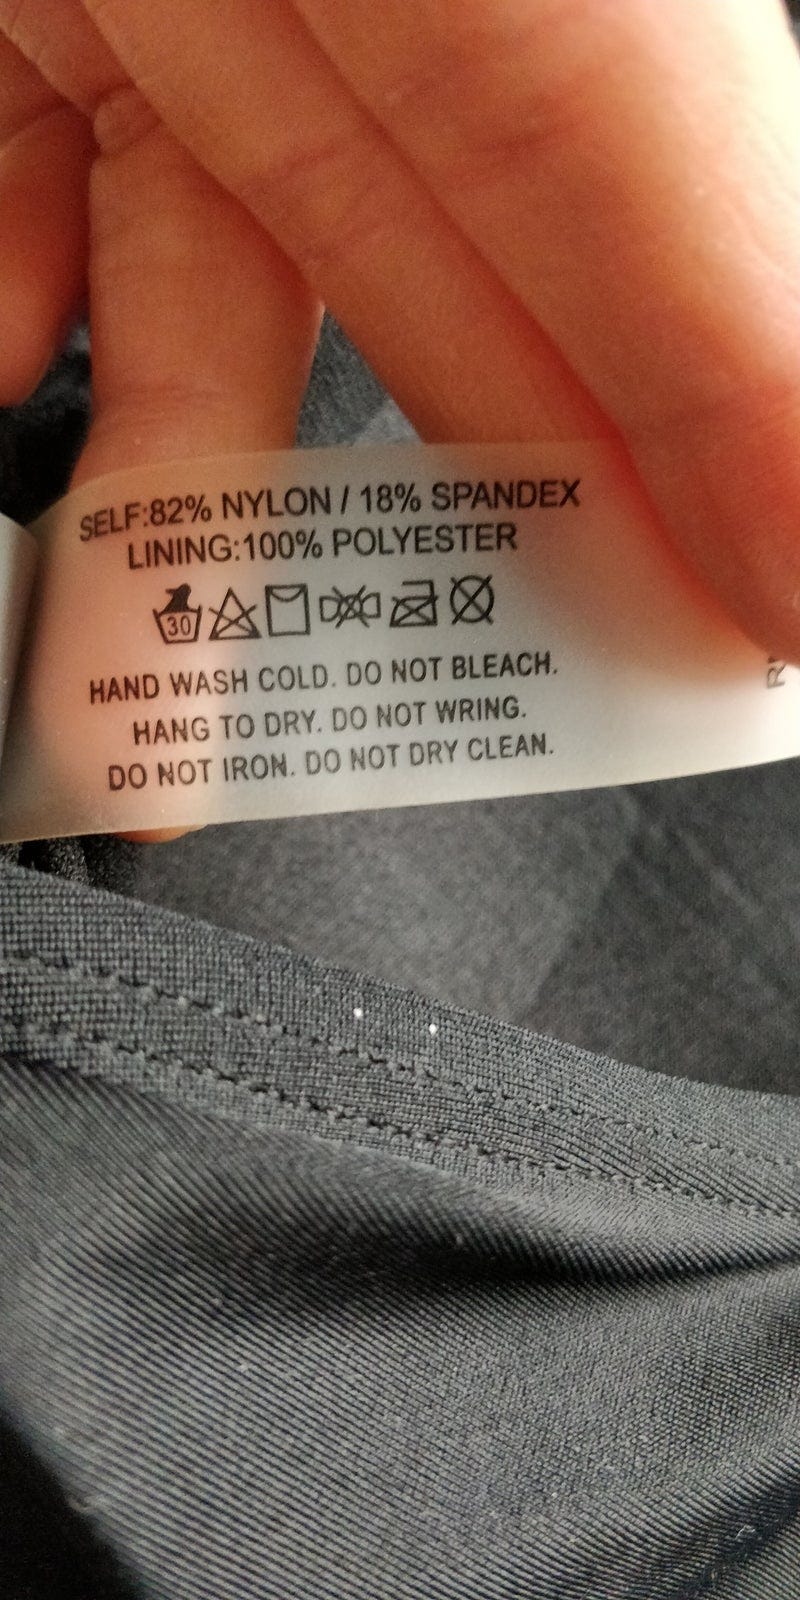 SELF:82% NYLON / 18% SPANDEX
LINING:100% POLYESTER
30
HAND WASH COLD. DO NOT BLEACH.
HANG TO DRY. DO NOT WRING.
DO NOT IRON. DO NOT DRY CLEAN.